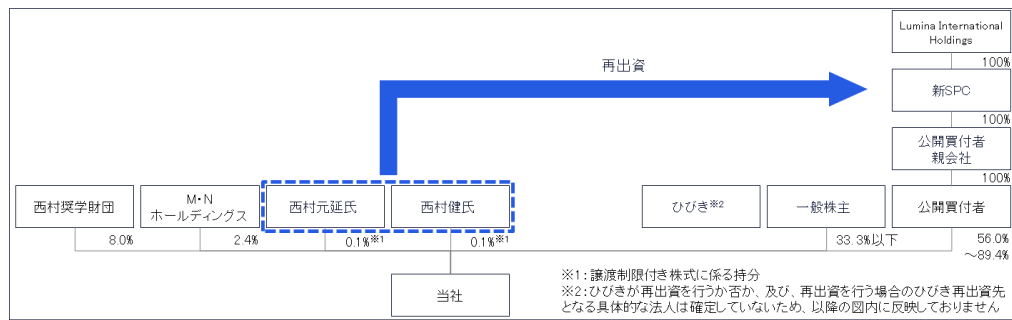 Lumina International
Holdings
100%
再出資
新SPC
100%
公開買付者
親会社
100%
西村奨学財団
M・N
ホールディングス
西村元延氏
西村健氏
ひびき※2
一般株主
公開買付者
8.0%
2.4%
0.1%※1
0.1%※1
33.3%以下
56.0%
~89.4%
当社
※1:譲渡制限付き株式に係る持分
※2:ひびきが再出資を行うか否か、及び、再出資を行う場合のひびき再出資先
となる具体的な法人は確定していないため、以降の図内に反映しておりません